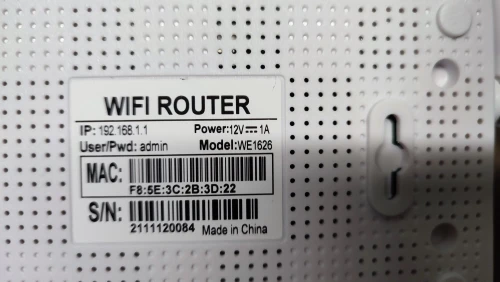 WIFI ROUTER
IP: 192.168.1.1 Power:12V⎓1A
User/Pwd: admin Model:WE1626
MAC:
F8:5E:3C:2B:3D:22
S/N:
2111120084 Made in China